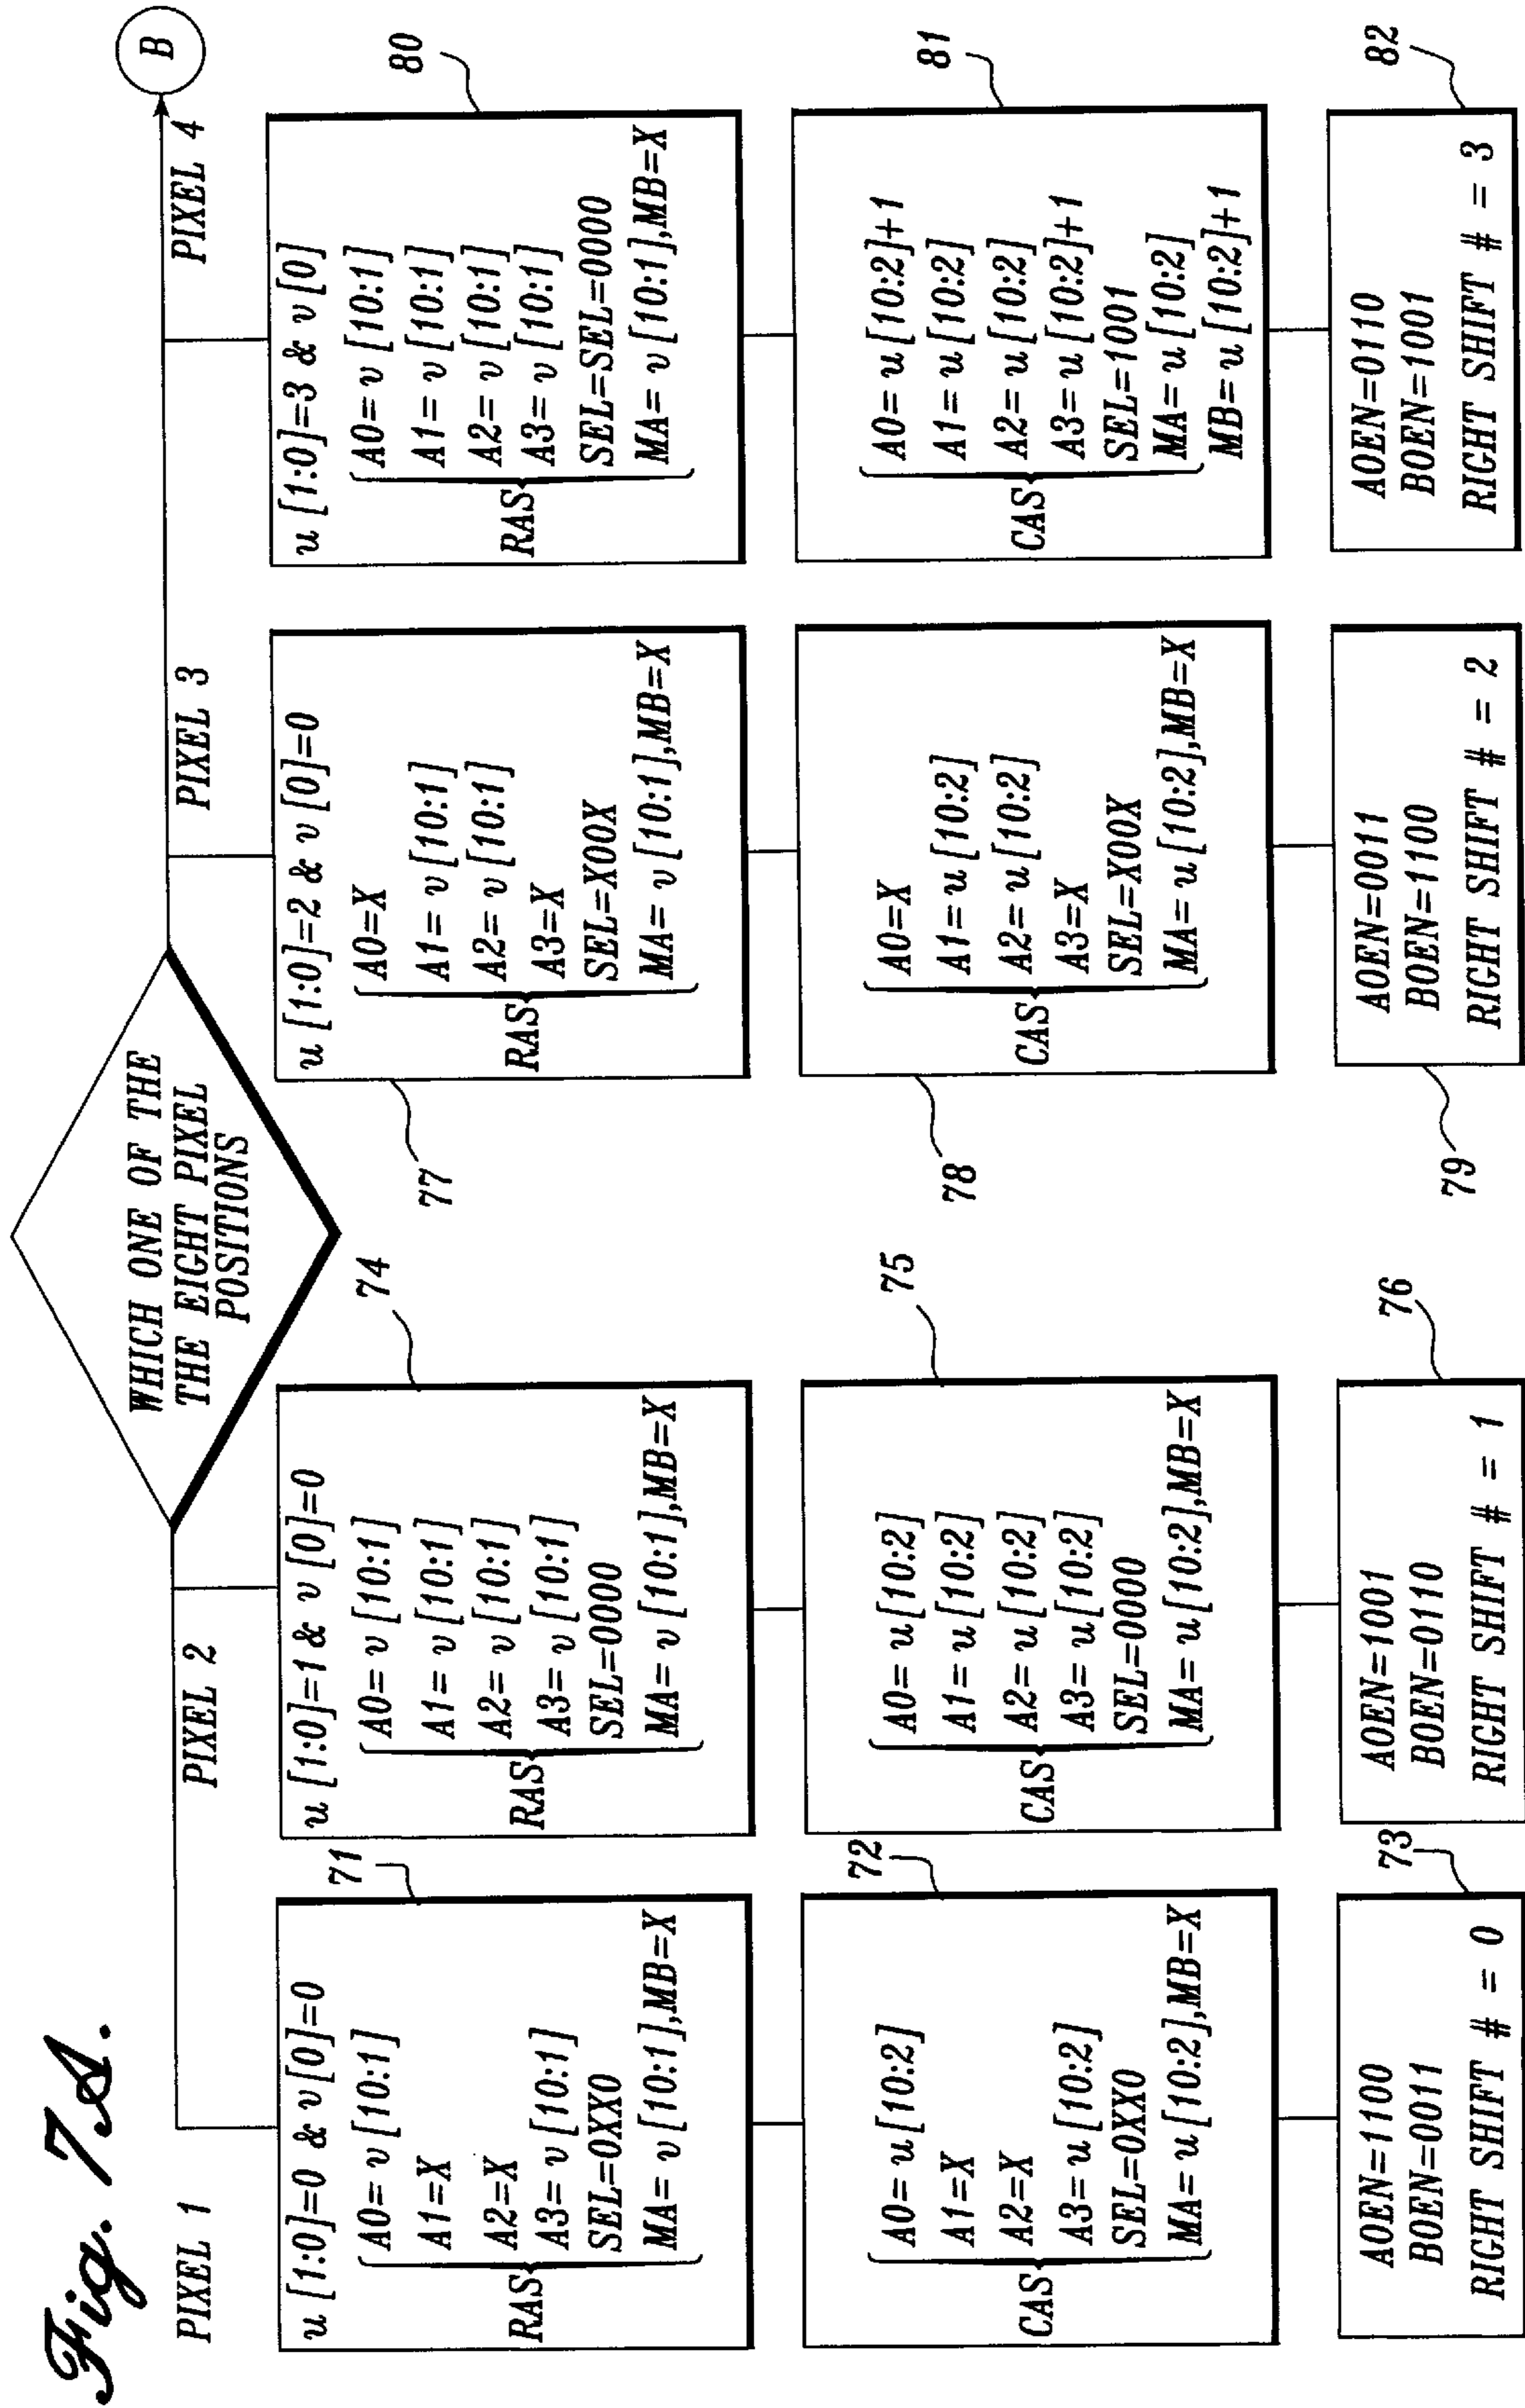 Fig. 7A.
WHICH ONE OF THE
THE EIGHT PIXEL
POSITIONS
B
PIXEL 1
71
u [1:0]=0 & v [0]=0
A0= v [10:1]
A1=X
A2=X
A3= v [10:1]
SEL=0XX0
MA= v [10:1],MB=X
RAS
72
A0= u [10:2]
A1=X
A2=X
A3= u [10:2]
SEL=0XX0
MA= u [10:2],MB=X
CAS
73
AOEN=1100
BOEN=0011
RIGHT SHIFT # = 0
PIXEL 2
74
u [1:0]=1 & v [0]=0
A0= v [10:1]
A1= v [10:1]
A2= v [10:1]
A3= v [10:1]
SEL=0000
MA= v [10:1],MB=X
RAS
75
A0= u [10:2]
A1= u [10:2]
A2= u [10:2]
A3= u [10:2]
SEL=0000
MA= u [10:2],MB=X
CAS
76
AOEN=1001
BOEN=0110
RIGHT SHIFT # = 1
PIXEL 3
77
u [1:0]=2 & v [0]=0
A0=X
A1= v [10:1]
A2= v [10:1]
A3=X
SEL=X00X
MA= v [10:1],MB=X
RAS
78
A0=X
A1= u [10:2]
A2= u [10:2]
A3=X
SEL=X00X
MA= u [10:2],MB=X
CAS
79
AOEN=0011
BOEN=1100
RIGHT SHIFT # = 2
PIXEL 4
80
u [1:0]=3 & v [0]
A0= v [10:1]
A1= v [10:1]
A2= v [10:1]
A3= v [10:1]
SEL=SEL=0000
MA= v [10:1],MB=X
RAS
81
A0= u [10:2]+1
A1= u [10:2]
A2= u [10:2]
A3= u [10:2]+1
SEL=1001
MA= u [10:2]
MB= u [10:2]+1
CAS
82
AOEN=0110
BOEN=1001
RIGHT SHIFT # = 3